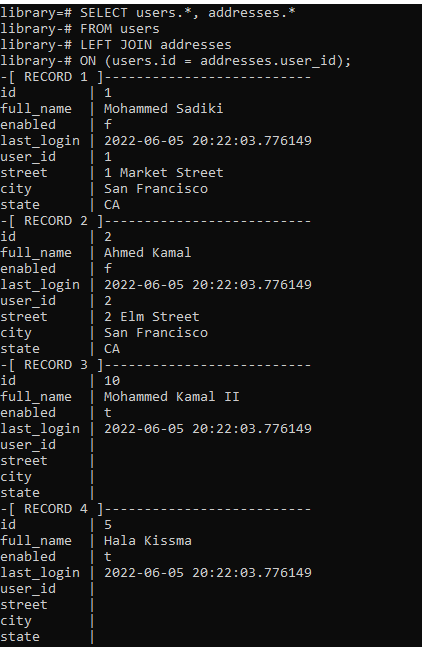 library=# SELECT users.*, addresses.*
library-# FROM users
library-# LEFT JOIN addresses
library-# ON (users.id = addresses.user_id);
-[ RECORD 1 ]--------------------------
id         | 1
full_name  | Mohammed Sadiki
enabled    | f
last_login | 2022-06-05 20:22:03.776149
user_id    | 1
street     | 1 Market Street
city       | San Francisco
state      | CA
-[ RECORD 2 ]--------------------------
id         | 2
full_name  | Ahmed Kamal
enabled    | f
last_login | 2022-06-05 20:22:03.776149
user_id    | 2
street     | 2 Elm Street
city       | San Francisco
state      | CA
-[ RECORD 3 ]--------------------------
id         | 10
full_name  | Mohammed Kamal II
enabled    | t
last_login | 2022-06-05 20:22:03.776149
user_id    |
street     |
city       |
state      |
-[ RECORD 4 ]--------------------------
id         | 5
full_name  | Hala Kissma
enabled    | t
last_login | 2022-06-05 20:22:03.776149
user_id    |
street     |
city       |
state      |